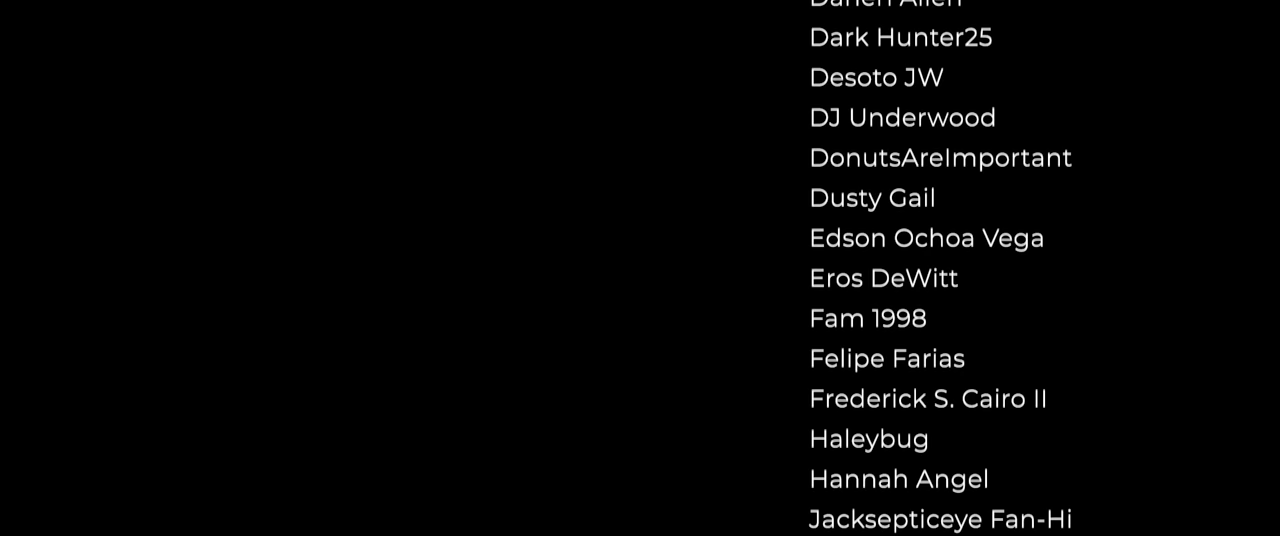 Dark Hunter25
Desoto JW
DJ Underwood
DonutsAreImportant
Dusty Gail
Edson Ochoa Vega
Eros DeWitt
Fam 1998
Felipe Farias
Frederick S. Cairo II
Haleybug
Hannah Angel
Jacksepticeye Fan-Hi